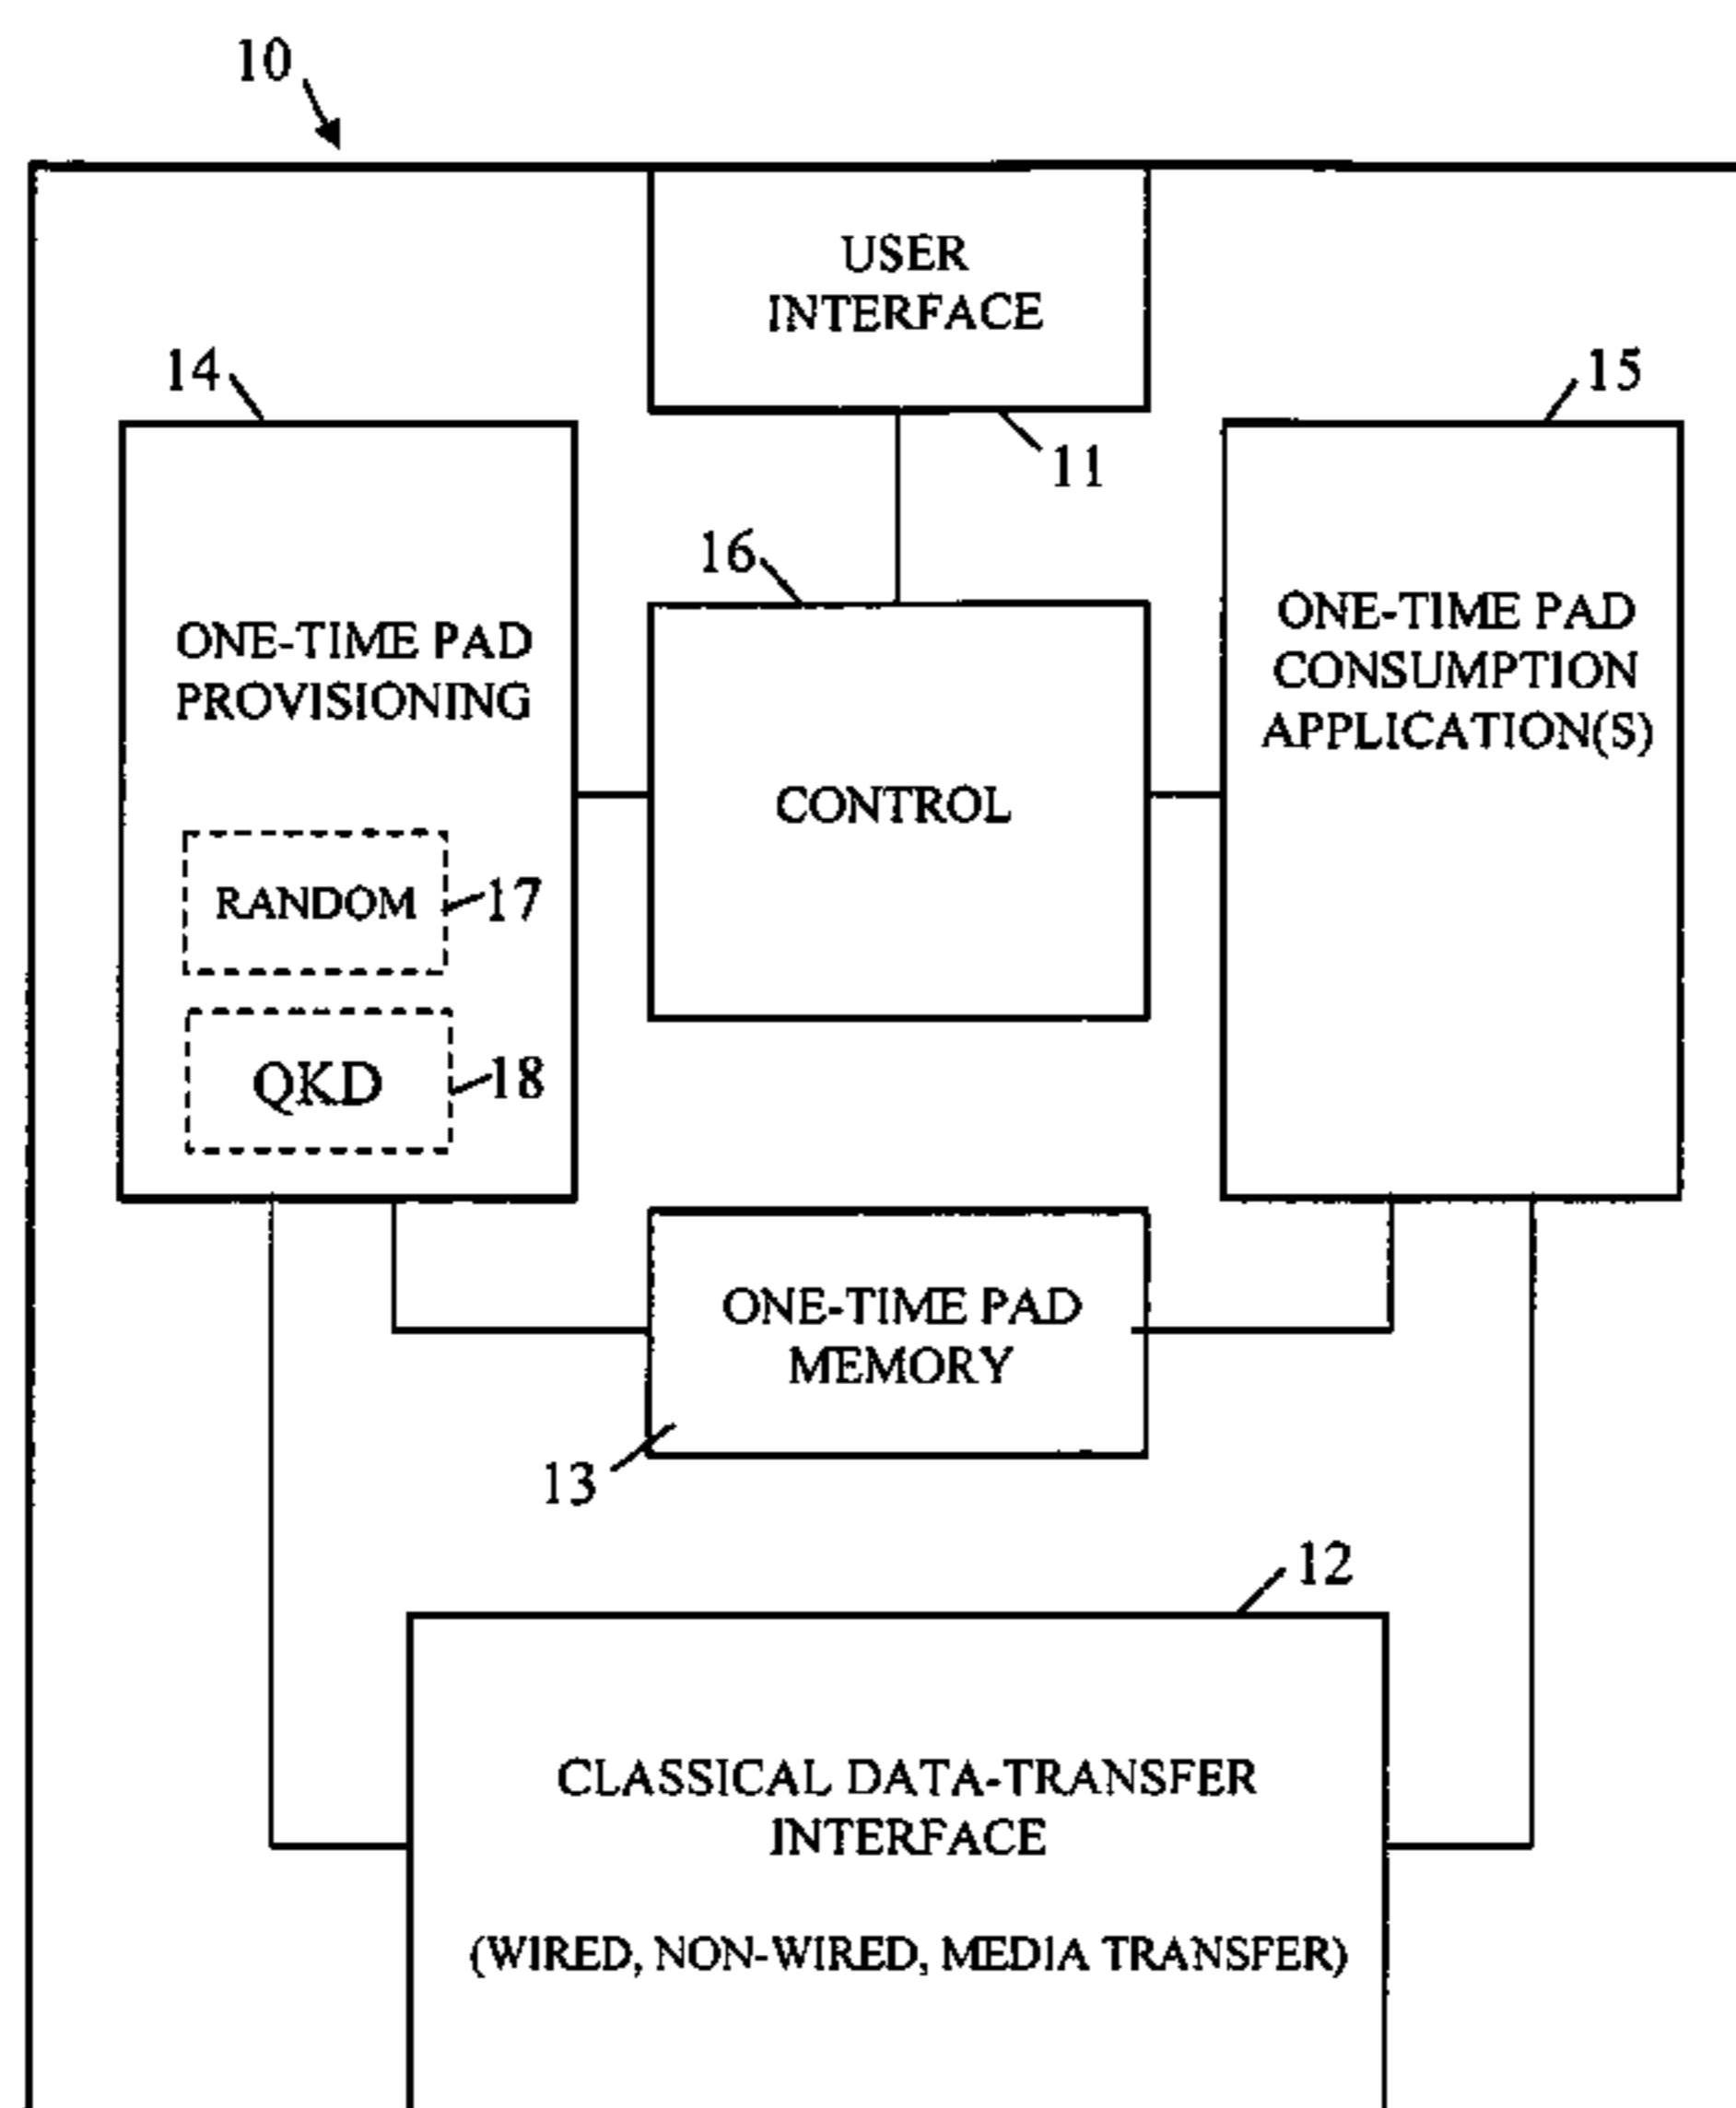 10
USER
INTERFACE
14
15
11
16
ONE-TIME PAD
PROVISIONING
ONE-TIME PAD
CONSUMPTION
APPLICATION(S)
CONTROL
RANDOM
17
QKD
18
ONE-TIME PAD
MEMORY
13
12
CLASSICAL DATA-TRANSFER
INTERFACE
(WIRED, NON-WIRED, MEDIA TRANSFER)